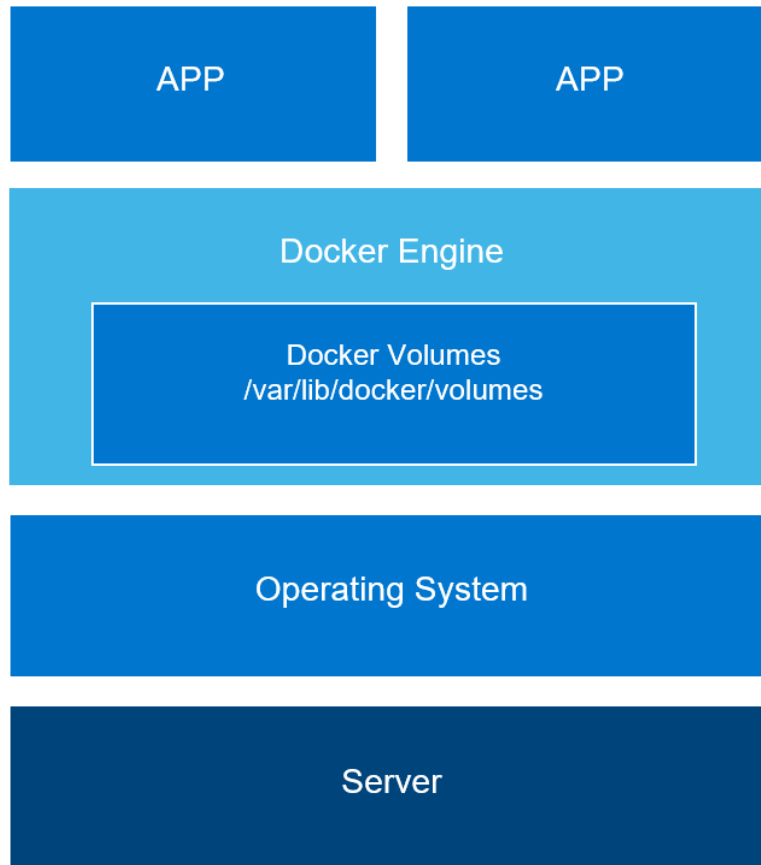 APP
APP
Docker Engine
Docker Volumes
/var/lib/docker/volumes
Operating System
Server